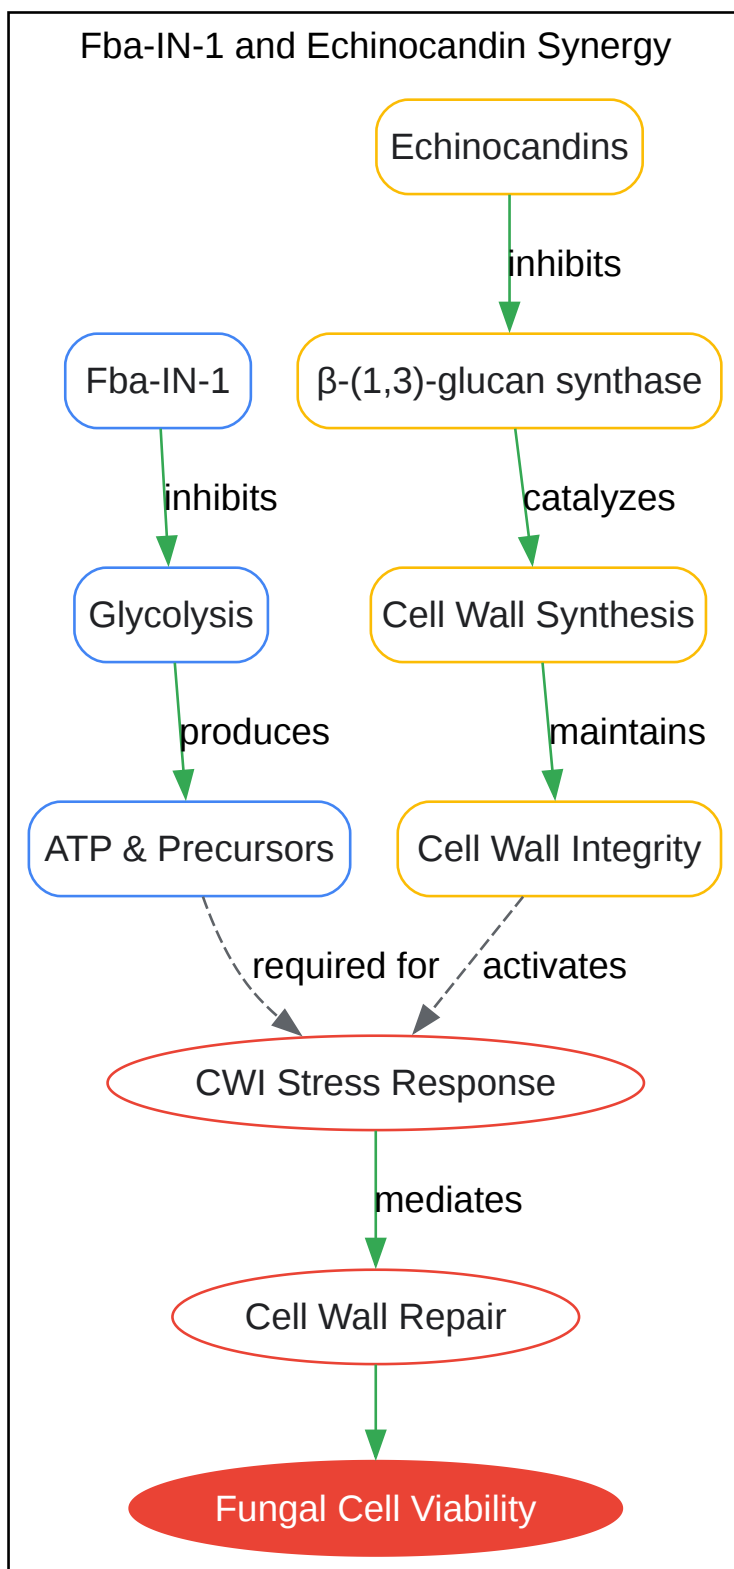 Fba-IN-1 and Echinocandin Synergy
Echinocandins
inhibits
Fba-IN-1
β-(1,3)-glucan synthase
inhibits
catalyzes
Glycolysis
Cell Wall Synthesis
produces
maintains
ATP & Precursors
Cell Wall Integrity
required for
activates
CWI Stress Response
mediates
Cell Wall Repair
Fungal Cell Viability